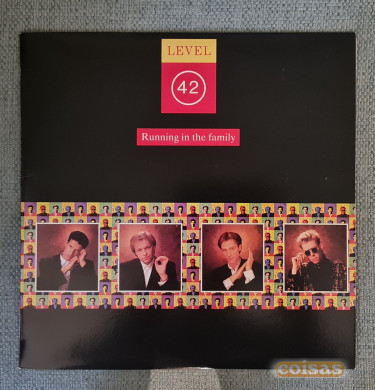 LEVEL
42
Running in the family
coisas